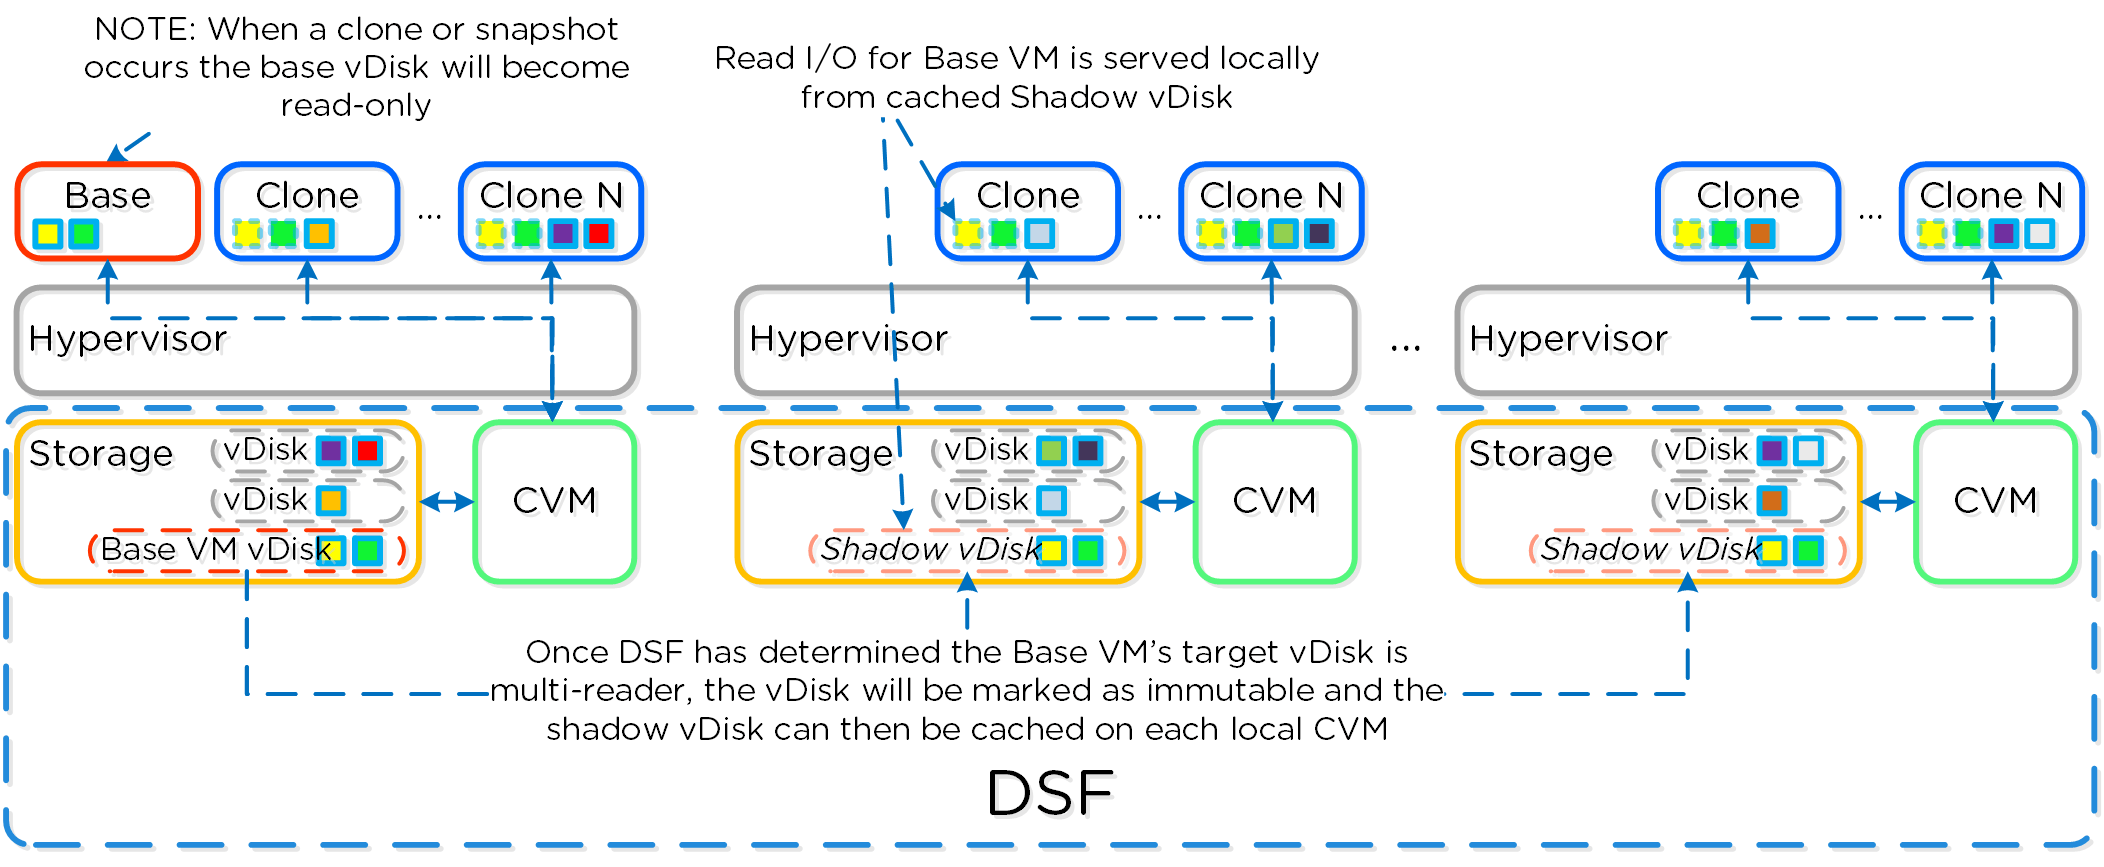 NOTE: When a clone or snapshot
occurs the base vDisk will become
read-only
Read I/O for Base VM is served locally
from cached Shadow vDisk
Base
Clone
...
Clone N
Clone
...
Clone N
Clone
...
Clone N
Hypervisor
Hypervisor
...
Hypervisor
Storage
vDisk
vDisk
Base VM vDisk
CVM
Storage
vDisk
vDisk
Shadow vDisk
CVM
Storage
vDisk
vDisk
Shadow vDisk
CVM
Once DSF has determined the Base VM’s target vDisk is
multi-reader, the vDisk will be marked as immutable and the
shadow vDisk can then be cached on each local CVM
DSF